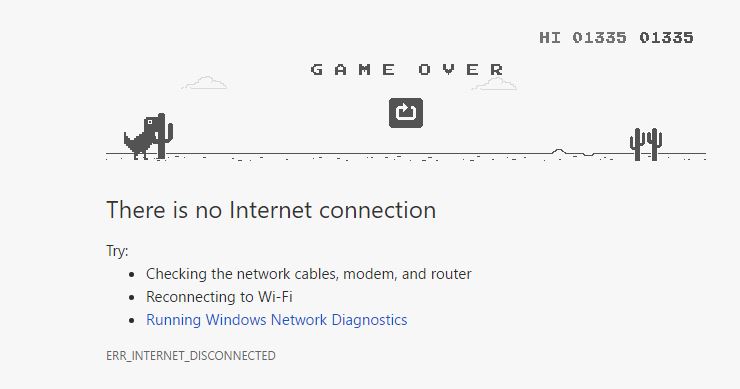 HI 01335 01335
GAME OVER
There is no Internet connection
Try:
Checking the network cables, modem, and router
Reconnecting to Wi-Fi
Running Windows Network Diagnostics
ERR_INTERNET_DISCONNECTED